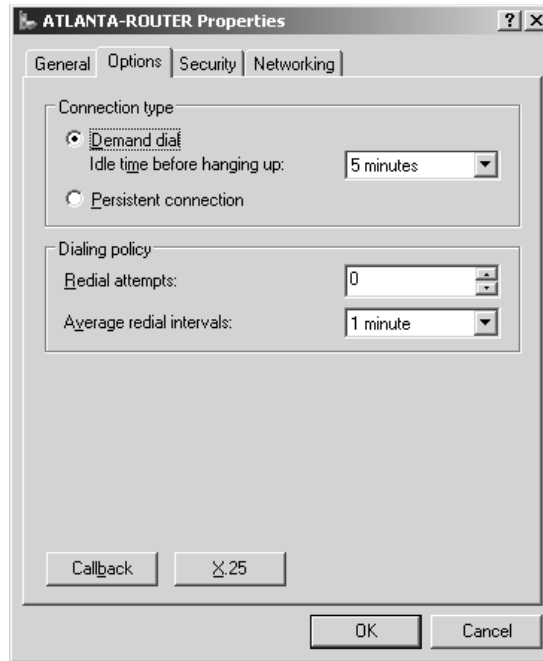 ATLANTA-ROUTER Properties ? X
General Options Security Networking
Connection type
Demand dial
Idle time before hanging up: 5 minutes
Persistent connection
Dialing policy
Redial attempts: 0
Average redial intervals: 1 minute
Callback X.25
OK Cancel